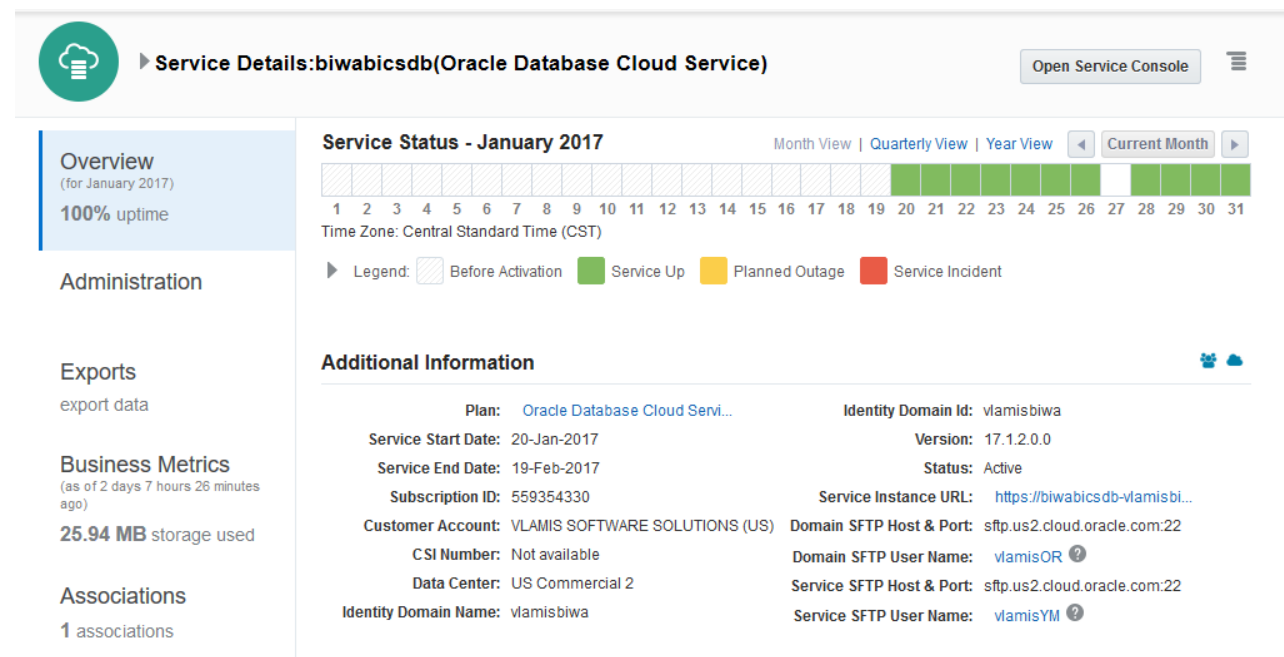 Service Details:biwabicsdb(Oracle Database Cloud Service)
Open Service Console
Overview
(for January 2017)
100% uptime
Administration
Exports
export data
Business Metrics
(as of 2 days 7 hours 26 minutes
ago)
25.94 MB storage used
Associations
1 associations
Service Status - January 2017
Month View | Quarterly View | Year View
Current Month
1 2 3 4 5 6 7 8 9 10 11 12 13 14 15 16 17 18 19 20 21 22 23 24 25 26 27 28 29 30 31
Time Zone: Central Standard Time (CST)
Legend: Before Activation Service Up Planned Outage Service Incident
Additional Information
Plan: Oracle Database Cloud Servi...
Service Start Date: 20-Jan-2017
Service End Date: 19-Feb-2017
Subscription ID: 559354330
Customer Account: VLAMIS SOFTWARE SOLUTIONS (US)
CSI Number: Not available
Data Center: US Commercial 2
Identity Domain Name: vlamisbiwa
Identity Domain Id: vlamisbiwa
Version: 17.1.2.0.0
Status: Active
Service Instance URL: https://biwabicsdb-vlamisbi...
Domain SFTP Host & Port: sftp.us2.cloud.oracle.com:22
Domain SFTP User Name: vlamisOR ?
Service SFTP Host & Port: sftp.us2.cloud.oracle.com:22
Service SFTP User Name: vlamisYM ?